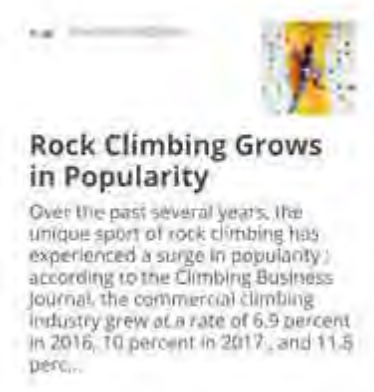 Rock Climbing Grows
in Popularity
Over the past several years, the
unique sport of rock climbing has
experienced a surge in popularity ;
according to the Climbing Business
Journal, the commercial climbing
industry grew at a rate of 6.9 percent
in 2016, 10 percent in 2017 , and 11.8
perc...